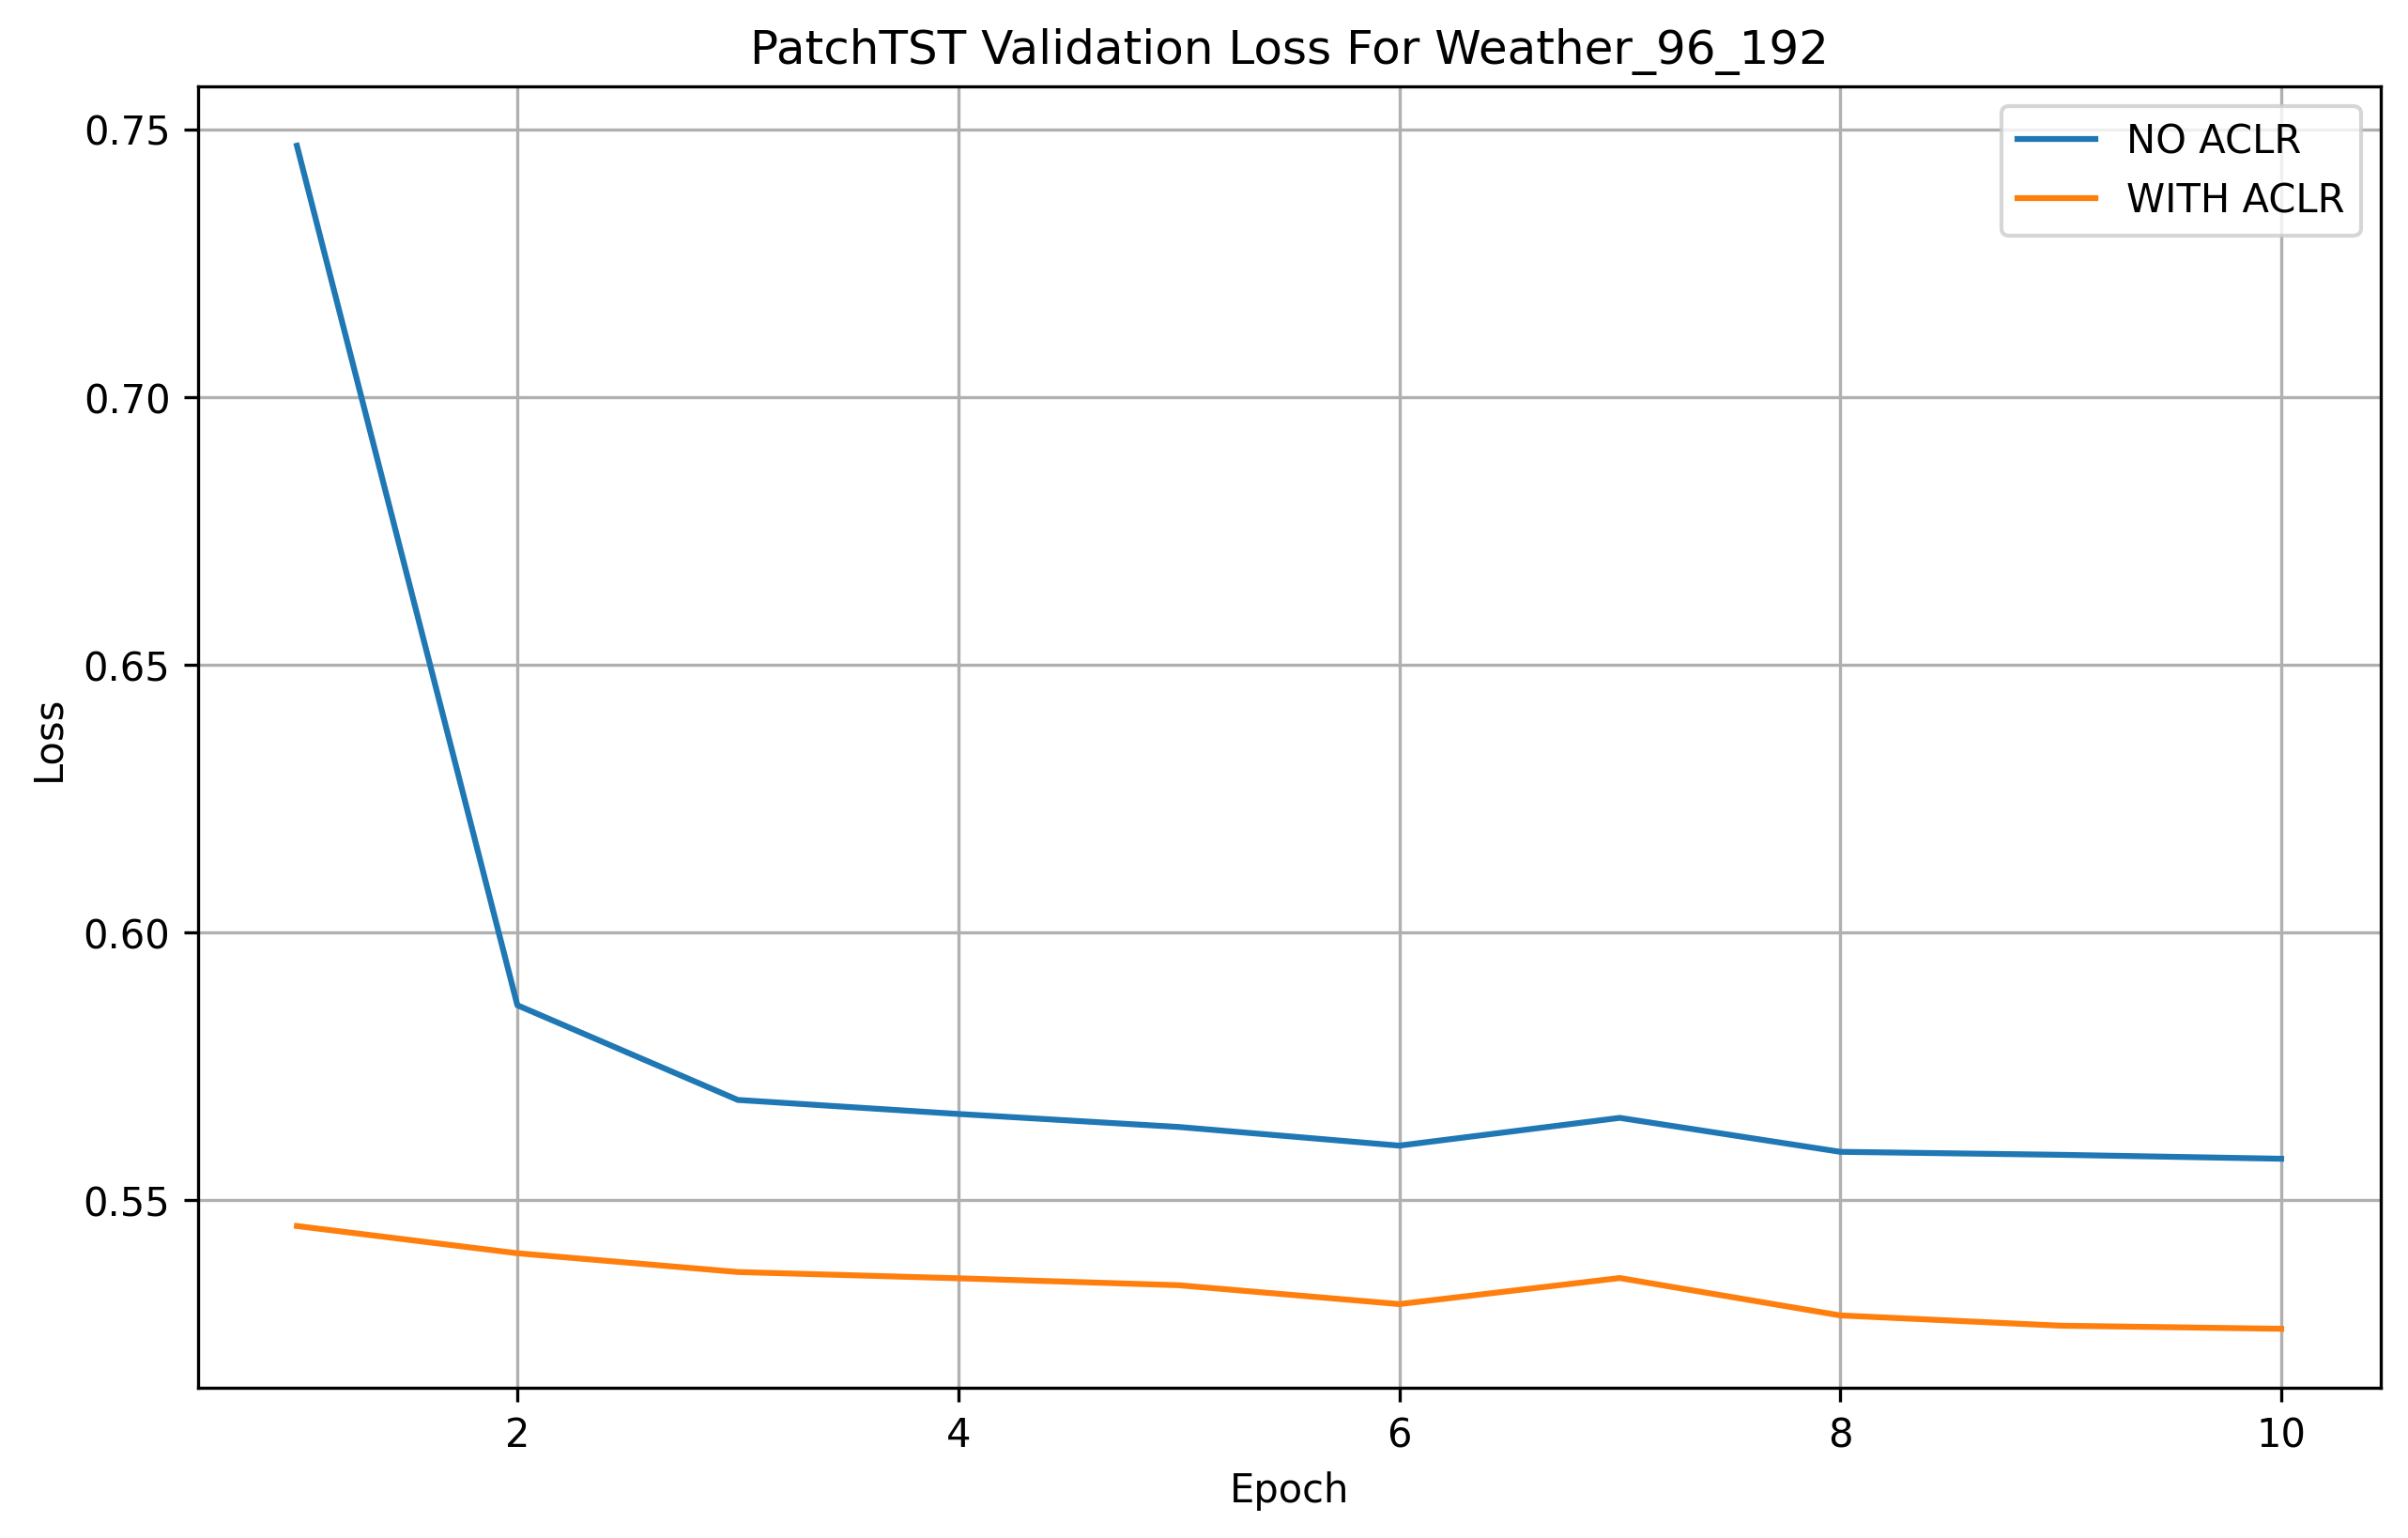 PatchTST Validation Loss For Weather_96_192
NO ACLR
WITH ACLR
0.75
0.70
0.65
0.60
0.55
Loss
2 4 6 8 10
Epoch